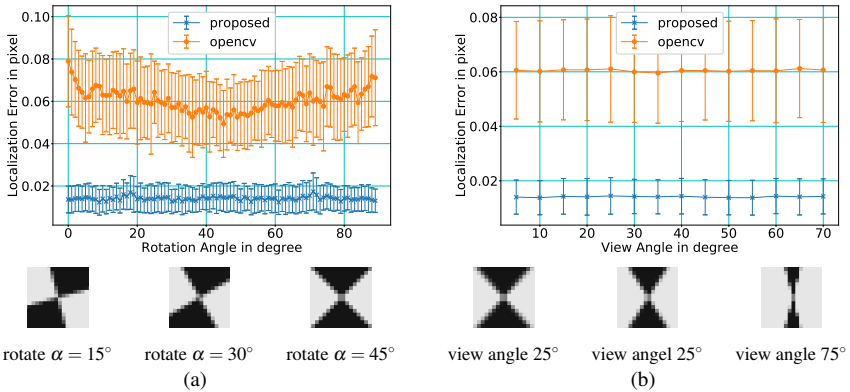 proposed
opencv
0.10
0.08
0.06
0.04
0.02
Localization Error in pixel
0 20 40 60 80
Rotation Angle in degree
rotate α = 15° rotate α = 30° rotate α = 45°
(a)
proposed
opencv
0.08
0.06
0.04
0.02
Localization Error in pixel
10 20 30 40 50 60 70
View Angle in degree
view angle 25° view angel 25° view angle 75°
(b)